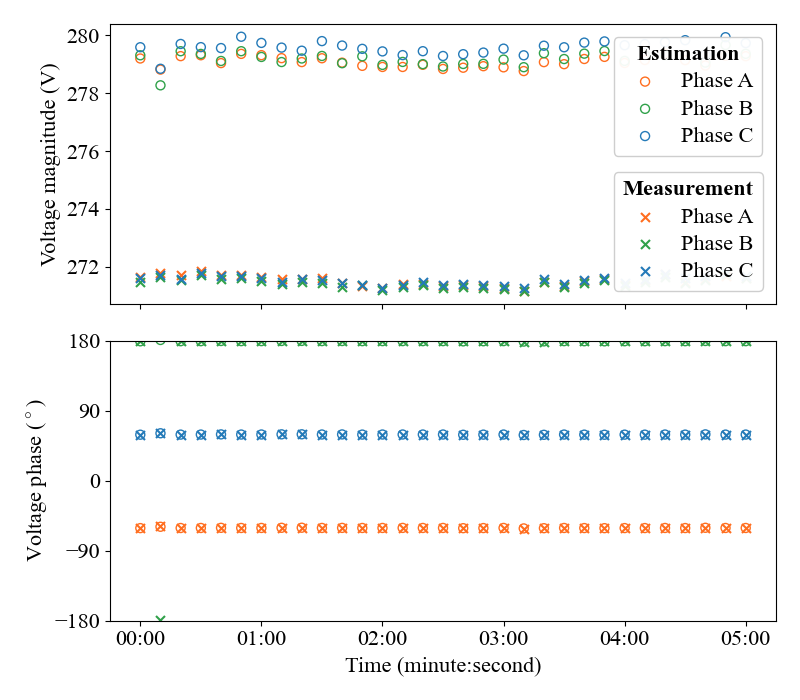 280
278
276
274
272
Voltage magnitude (V)
Estimation
Phase A
Phase B
Phase C
Measurement
Phase A
Phase B
Phase C
180
90
0
−90
−180
Voltage phase (°)
00:00 01:00 02:00 03:00 04:00 05:00
Time (minute:second)